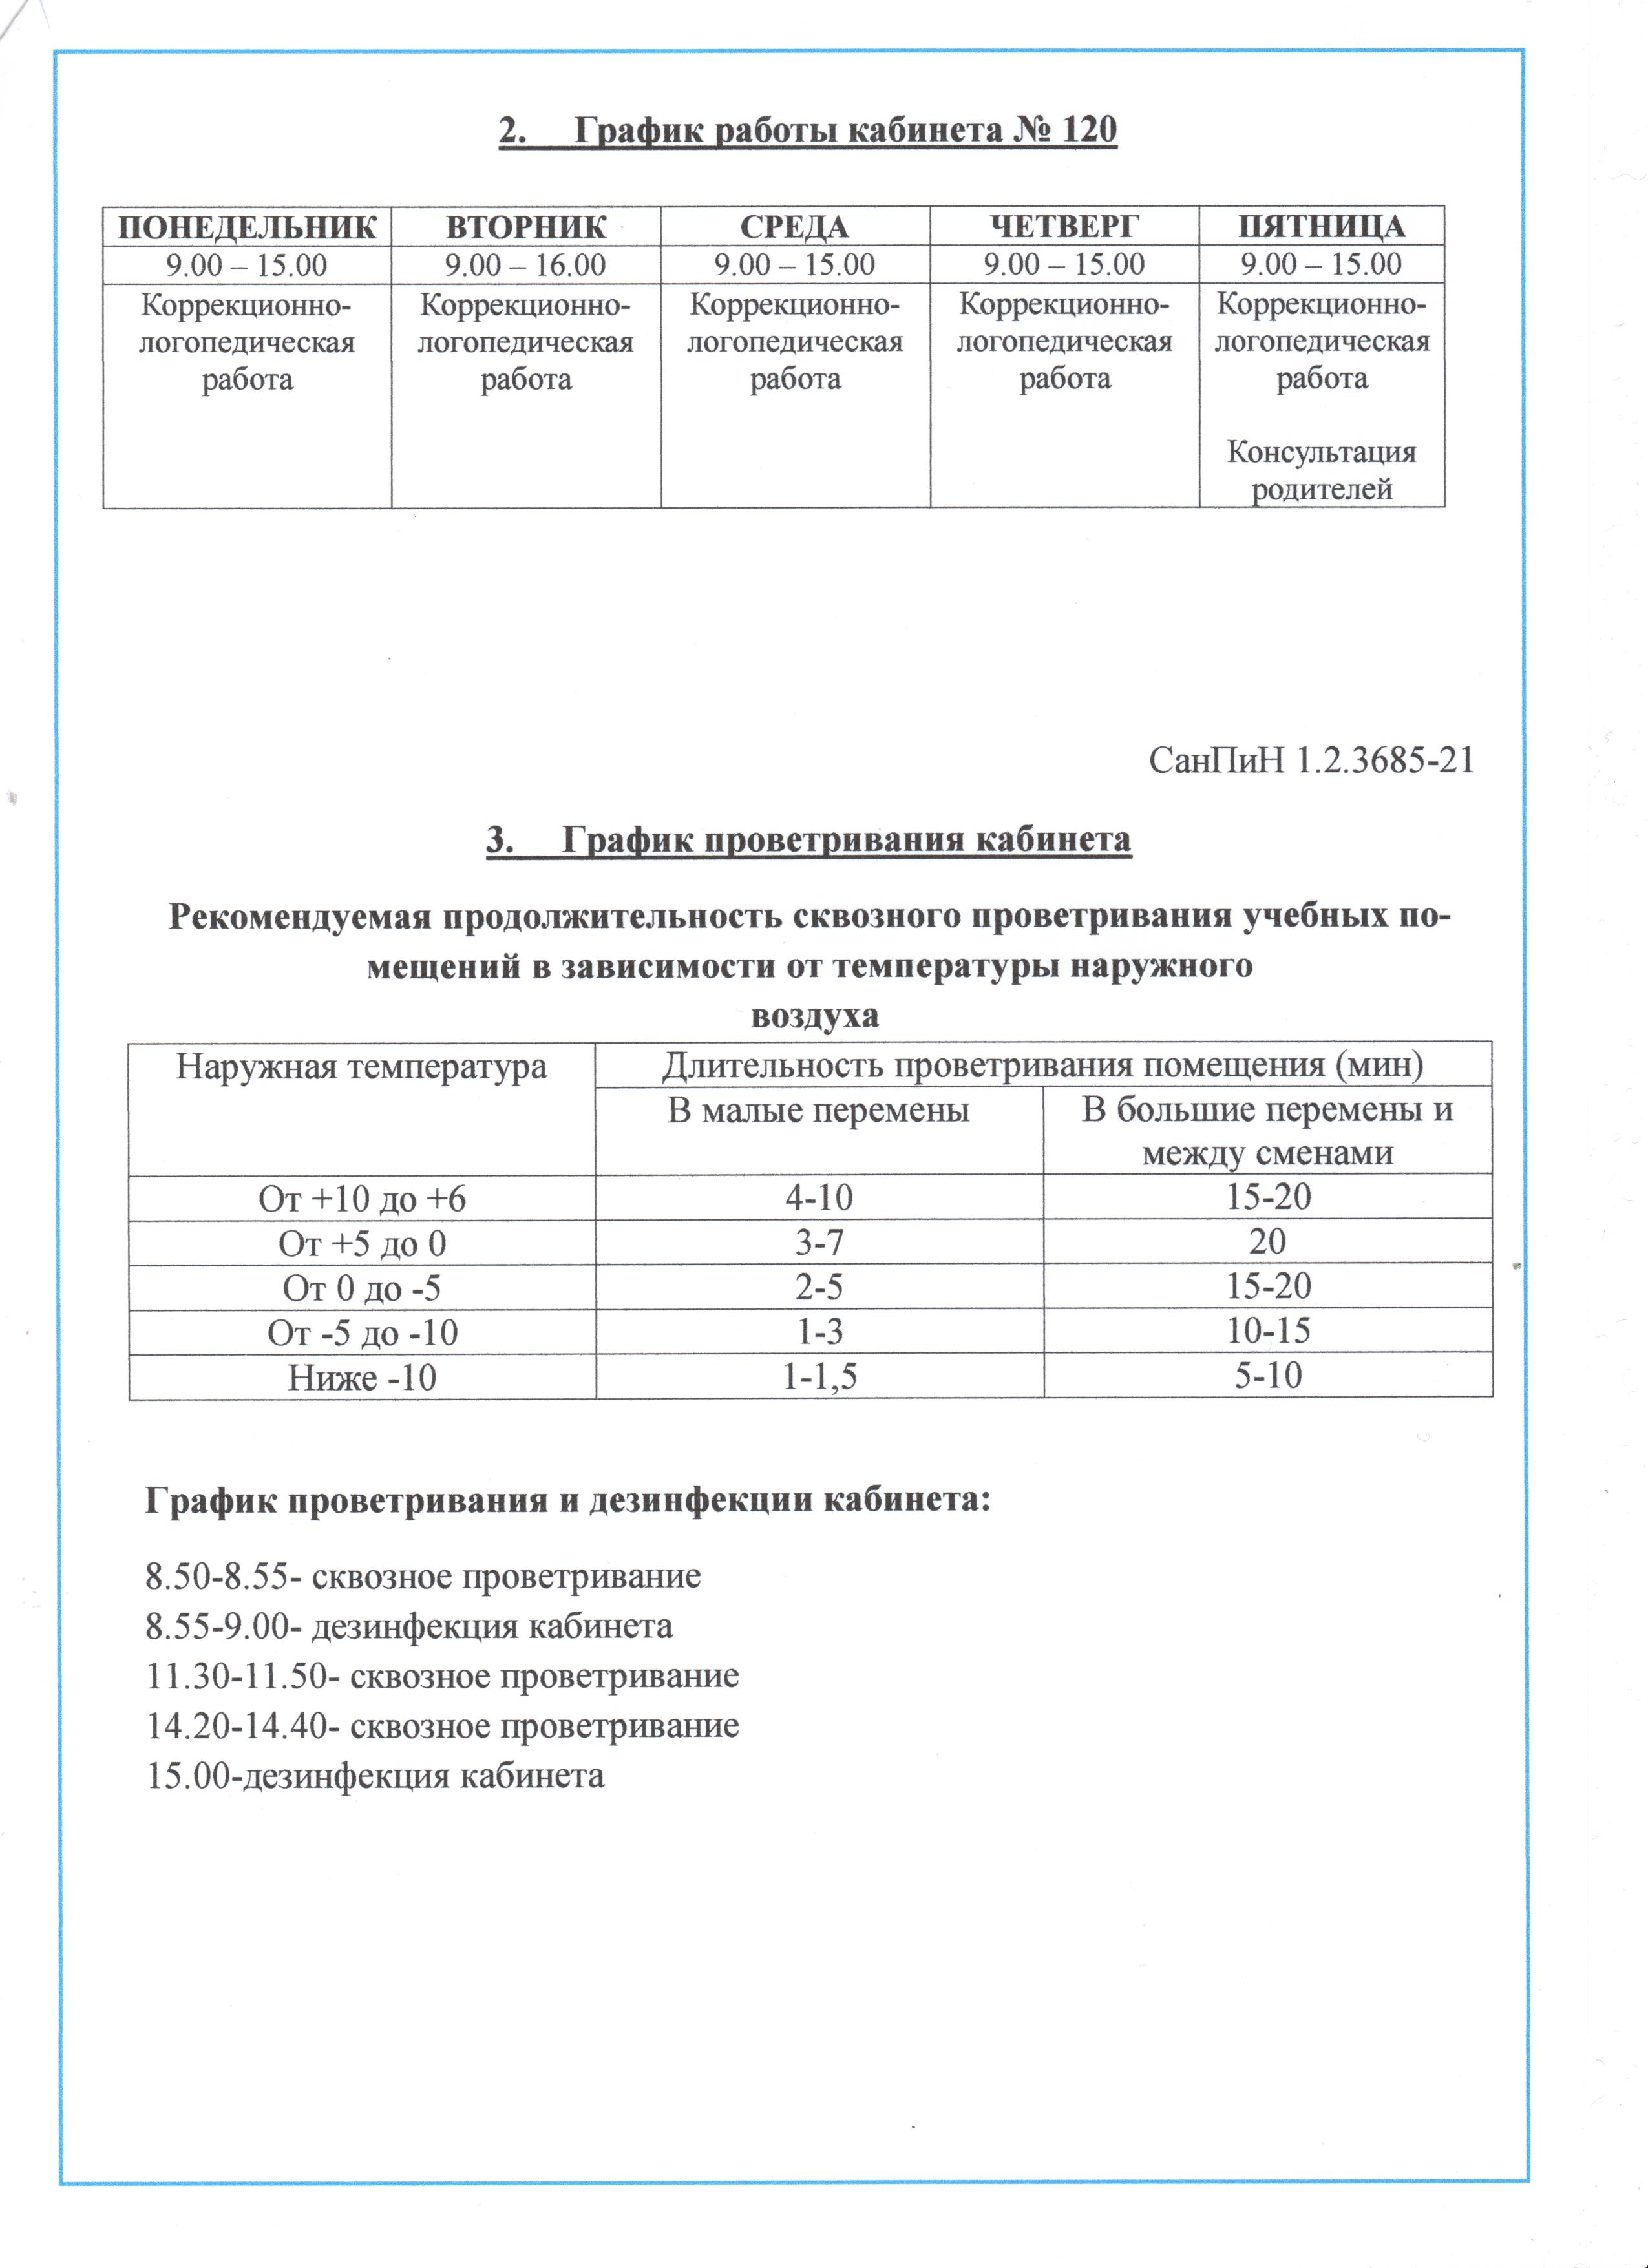 2. График работы кабинета № 120
ПОНЕДЕЛЬНИК ВТОРНИК СРЕДА ЧЕТВЕРГ ПЯТНИЦА
9.00 – 15.00 9.00 – 16.00 9.00 – 15.00 9.00 – 15.00 9.00 – 15.00
Коррекционно- Коррекционно- Коррекционно- Коррекционно- Коррекционно-
логопедическая логопедическая логопедическая логопедическая логопедическая
работа работа работа работа работа
Консультация
родителей
СанПиН 1.2.3685-21
3. График проветривания кабинета
Рекомендуемая продолжительность сквозного проветривания учебных по-
мещений в зависимости от температуры наружного
воздуха
Наружная температура Длительность проветривания помещения (мин)
В малые перемены В большие перемены и
между сменами
От +10 до +6 4-10 15-20
От +5 до 0 3-7 20
От 0 до -5 2-5 15-20
От -5 до -10 1-3 10-15
Ниже -10 1-1,5 5-10
График проветривания и дезинфекции кабинета:
8.50-8.55- сквозное проветривание
8.55-9.00- дезинфекция кабинета
11.30-11.50- сквозное проветривание
14.20-14.40- сквозное проветривание
15.00-дезинфекция кабинета